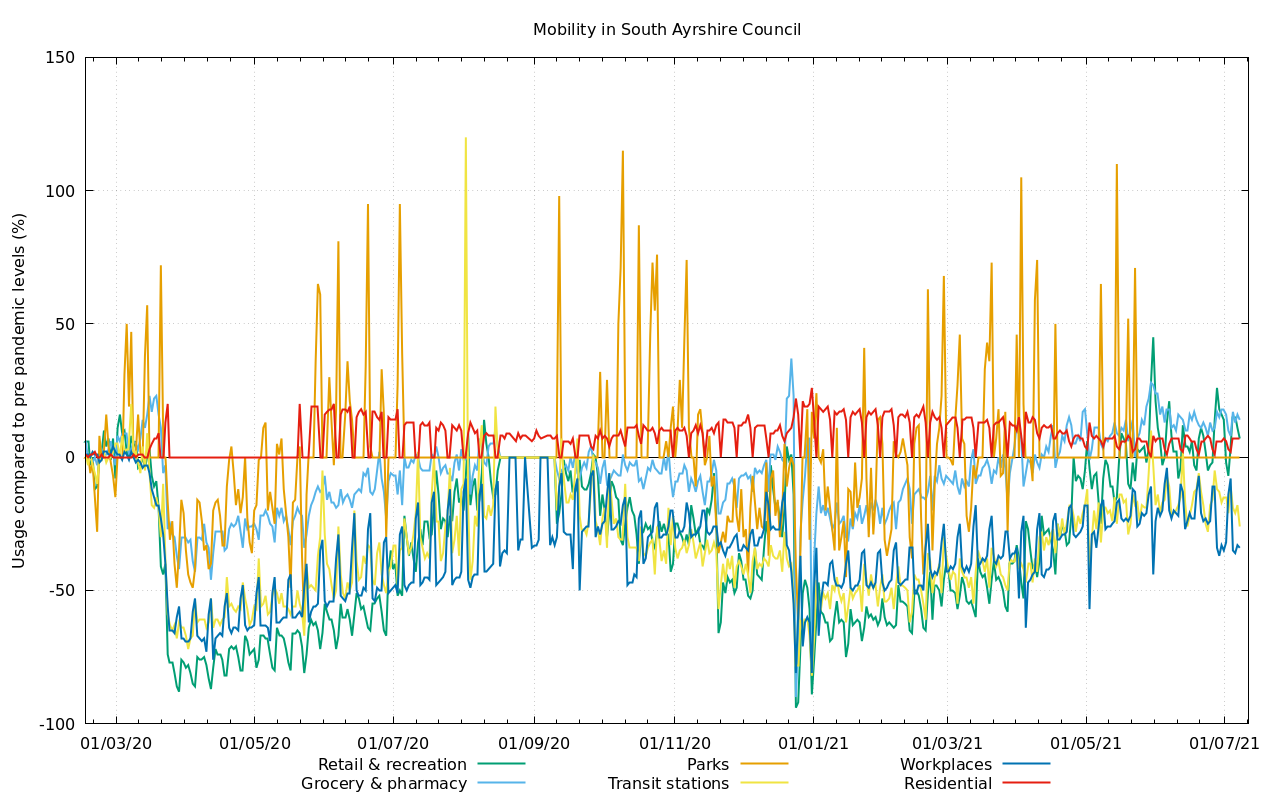 Mobility in South Ayrshire Council
Usage compared to pre pandemic levels (%)
150
100
50
0
-50
-100
01/03/20 01/05/20 01/07/20 01/09/20 01/11/20 01/01/21 01/03/21 01/05/21 01/07/21
Retail & recreation Parks Workplaces
Grocery & pharmacy Transit stations Residential